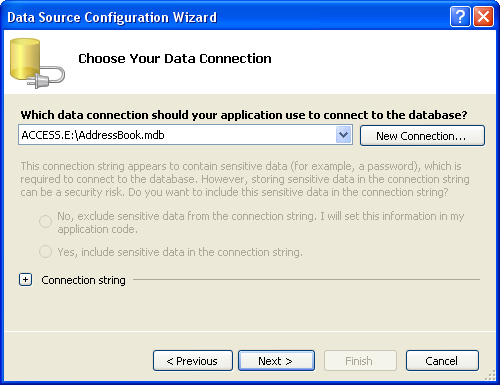 Data Source Configuration Wizard
Choose Your Data Connection
Which data connection should your application use to connect to the database?
ACCESS.E:\AddressBook.mdb
New Connection...
This connection string appears to contain sensitive data (for example, a password), which is
required to connect to the database. However, storing sensitive data in the connection string
can be a security risk. Do you want to include this sensitive data in the connection string?
No, exclude sensitive data from the connection string. I will set this information in my
application code.
Yes, include sensitive data in the connection string.
Connection string
< Previous
Next >
Finish
Cancel